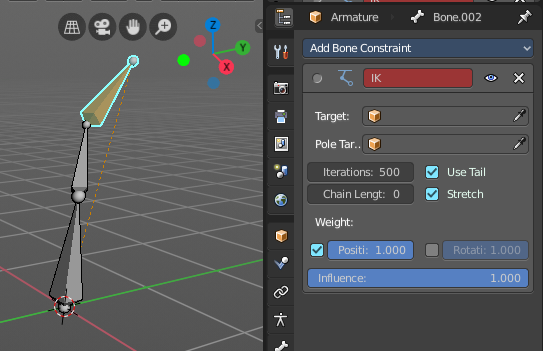 Armature Bone.002
Z
Y
X
Add Bone Constraint
IK
Target:
Pole Tar..
Iterations: 500 Use Tail
Chain Lengt: 0 Stretch
Weight:
Positi: 1.000 Rotati: 1.000
Influence: 1.000